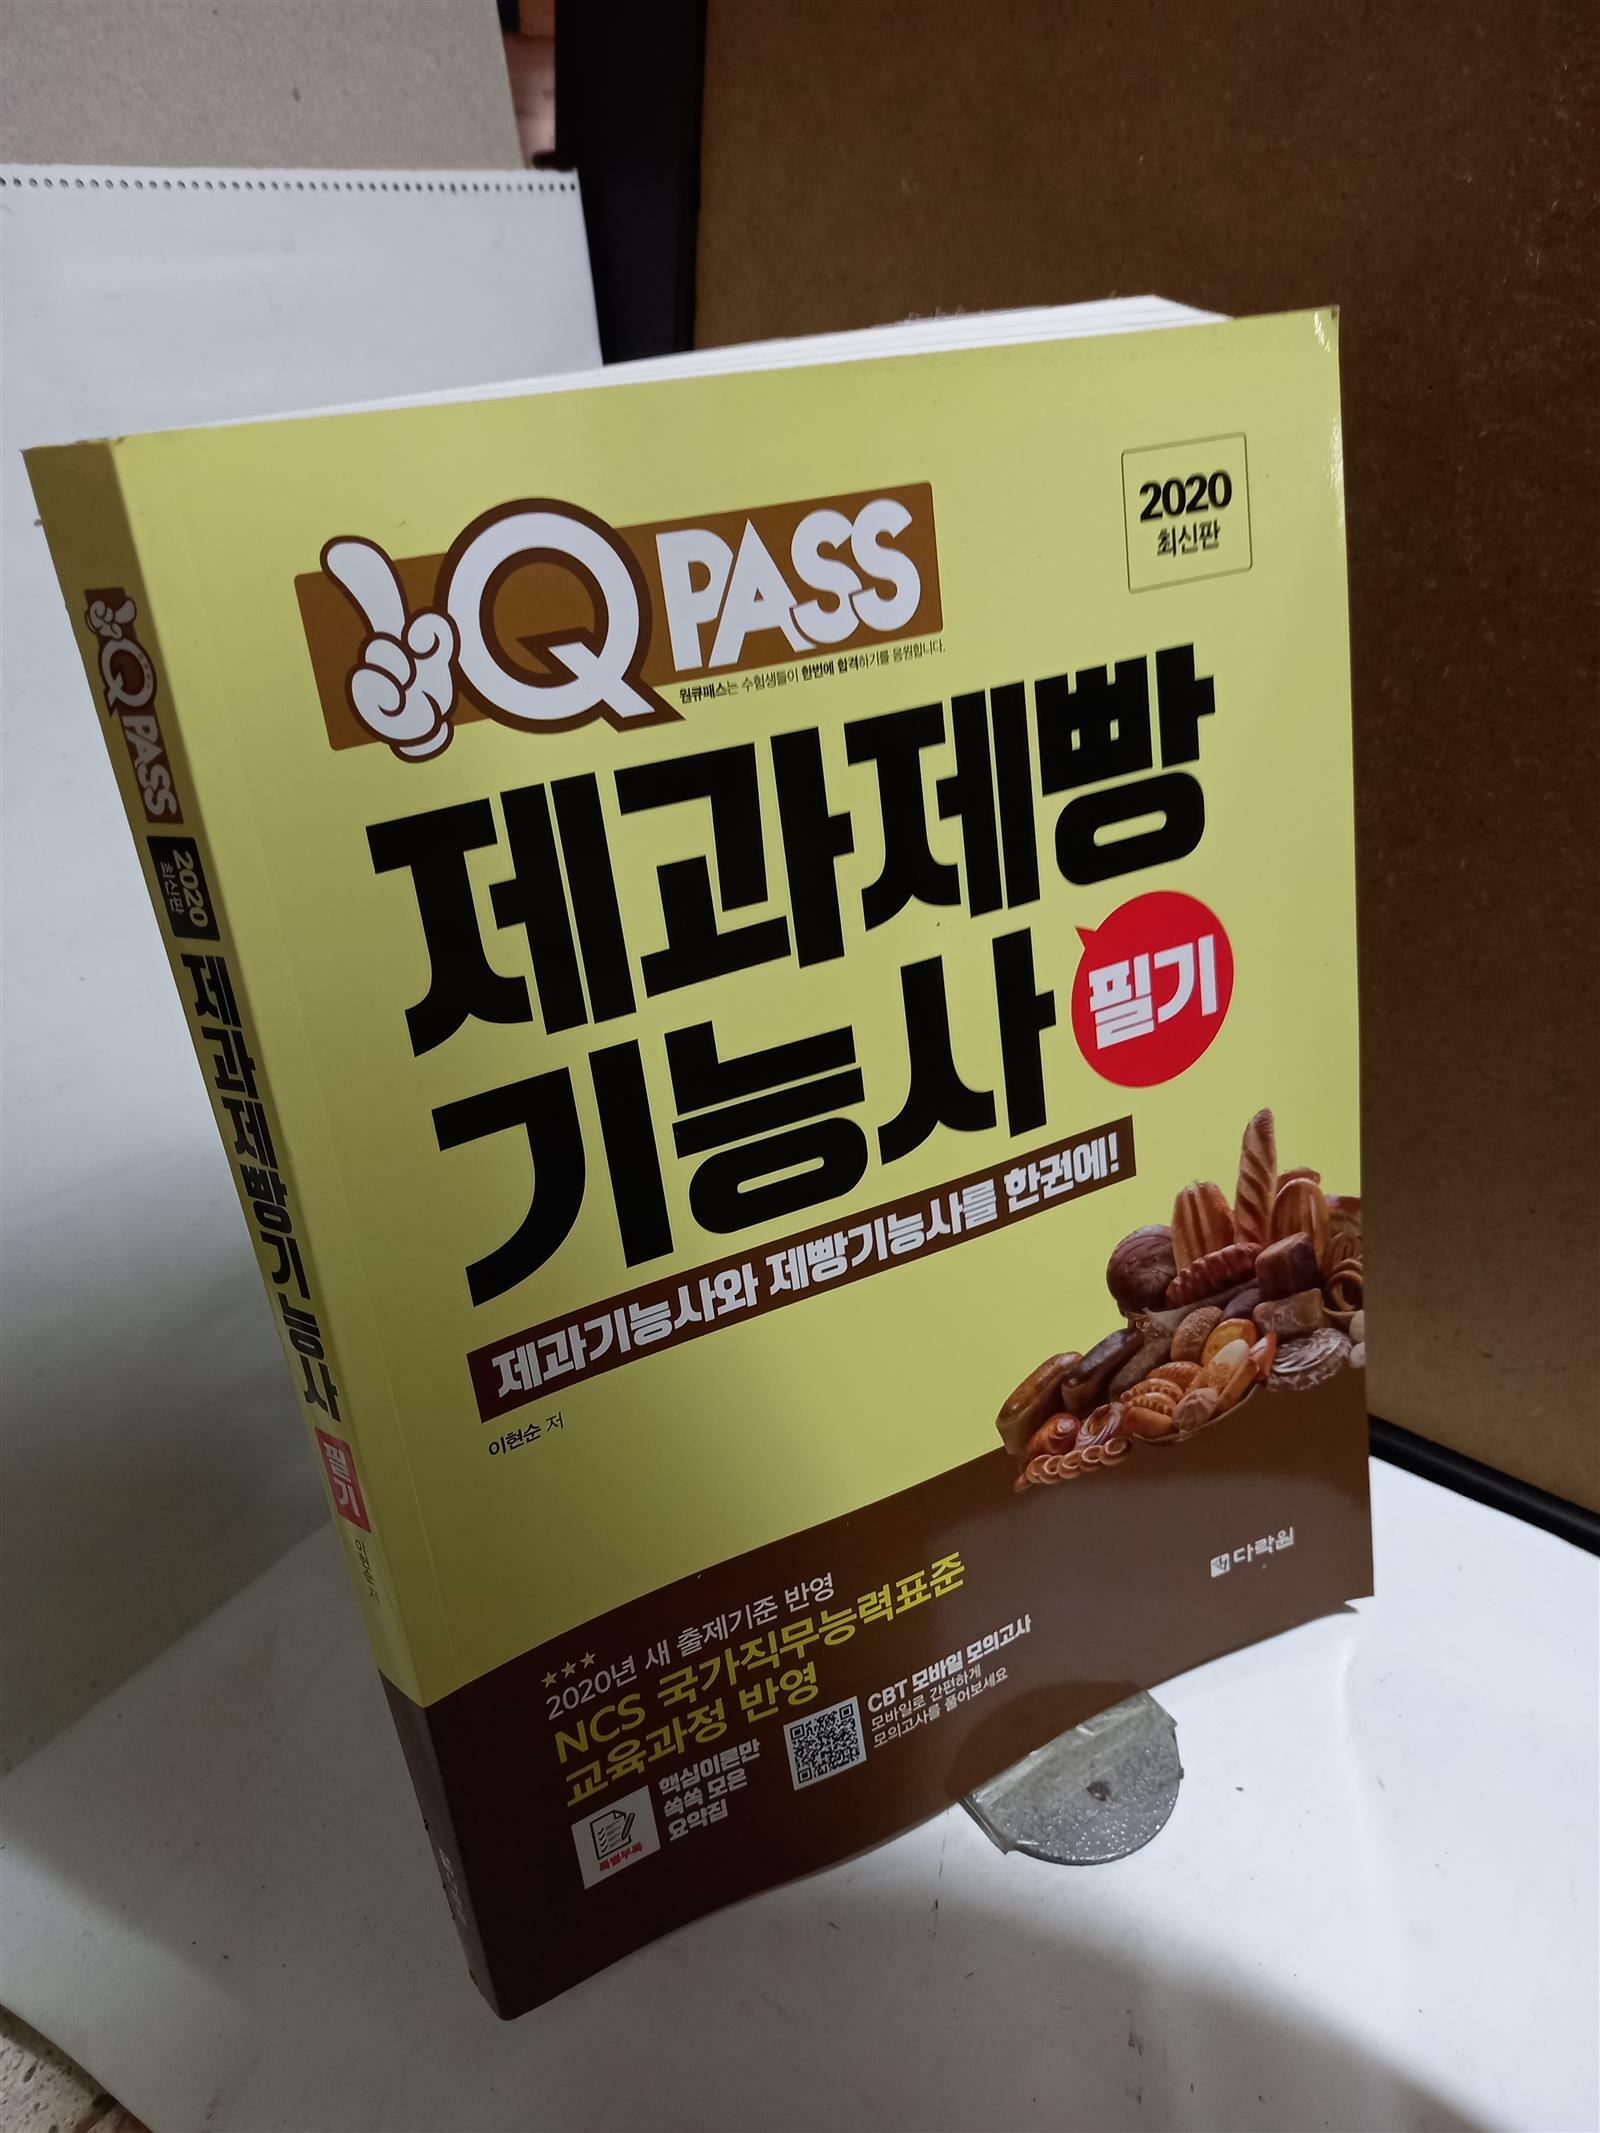 Q PASS
2020
최신판
원큐패스는 수험생들이 한번에 합격하기를 응원합니다.
제과제빵
기능사
필기
제과기능사와 제빵기능사를 한권에!
이현순 저
다락원
★★★
2020년 새 출제기준 반영
NCS 국가직무능력표준
교육과정 반영
특별부록
핵심이론만
쏙쏙 모은
요약집
CBT 모바일 모의고사
모바일로 간편하게
모의고사를 풀어보세요
Q PASS
2020
최신판
제과제빵기능사
필기
이현순 저